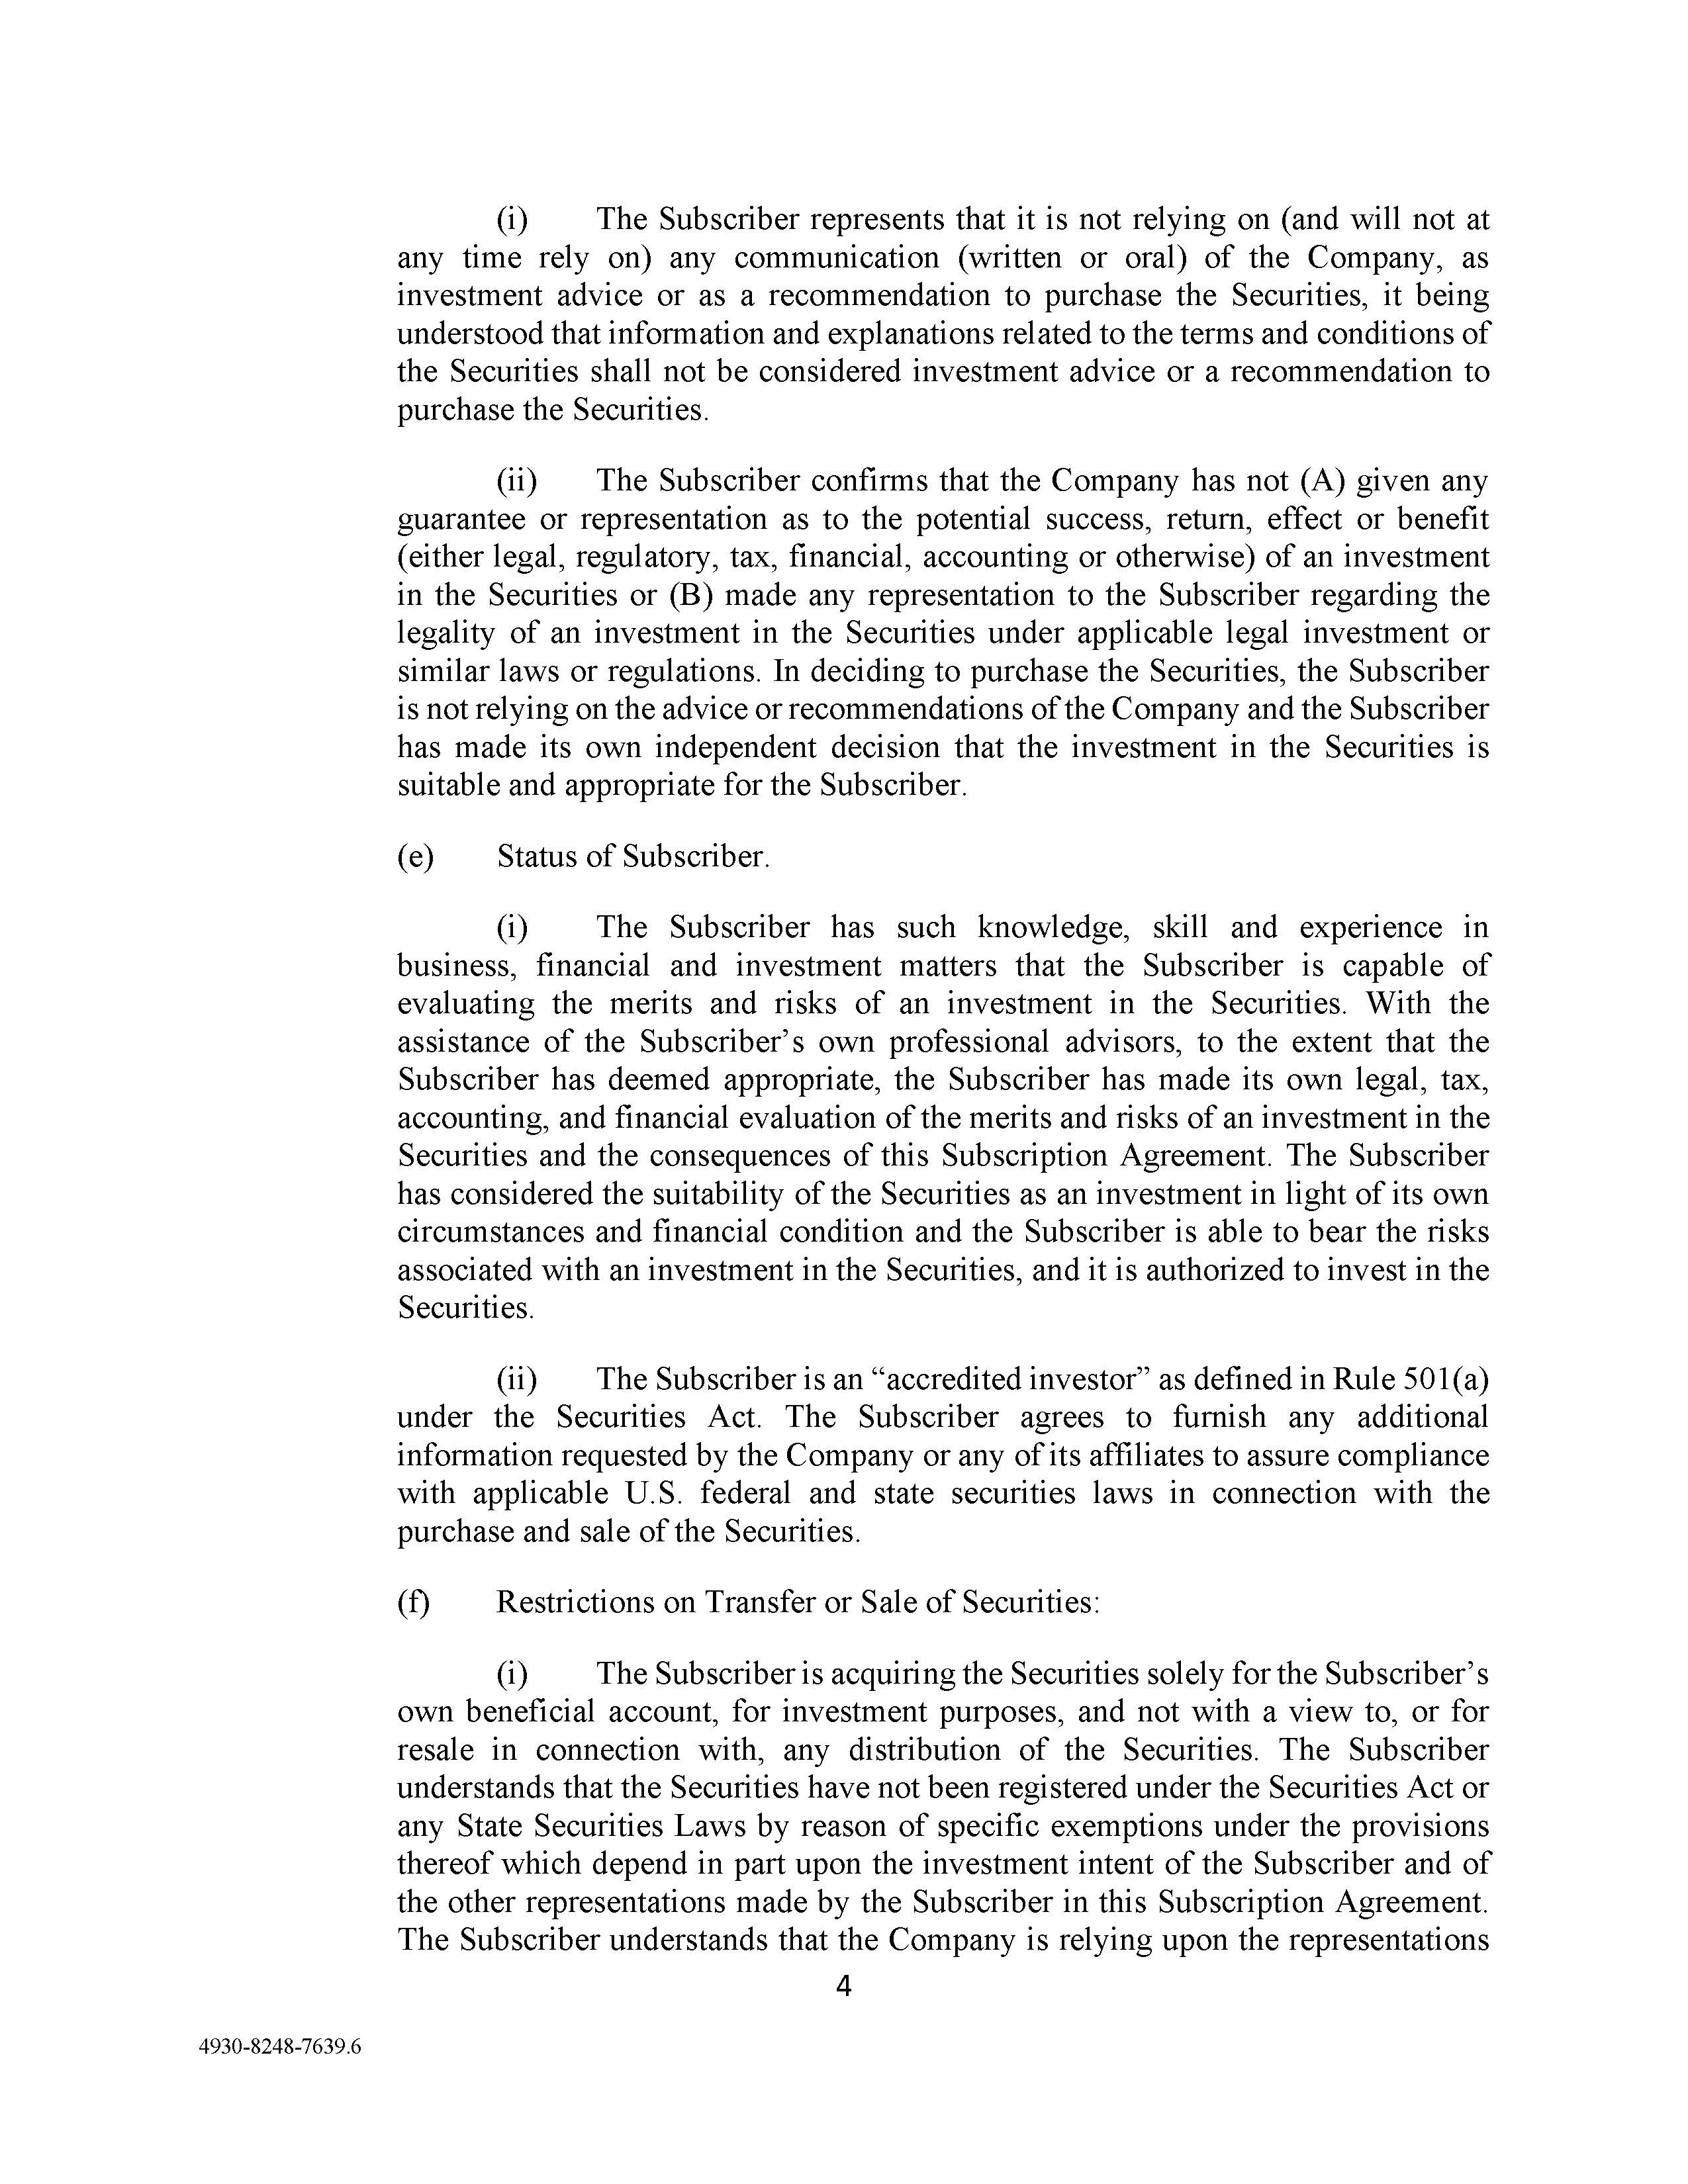 (i) The Subscriber represents that it is not relying on (and will not at
any time rely on) any communication (written or oral) of the Company, as
investment advice or as a recommendation to purchase the Securities, it being
understood that information and explanations related to the terms and conditions of
the Securities shall not be considered investment advice or a recommendation to
purchase the Securities.
(ii) The Subscriber confirms that the Company has not (A) given any
guarantee or representation as to the potential success, return, effect or benefit
(either legal, regulatory, tax, financial, accounting or otherwise) of an investment
in the Securities or (B) made any representation to the Subscriber regarding the
legality of an investment in the Securities under applicable legal investment or
similar laws or regulations. In deciding to purchase the Securities, the Subscriber
is not relying on the advice or recommendations of the Company and the Subscriber
has made its own independent decision that the investment in the Securities is
suitable and appropriate for the Subscriber.
(e) Status of Subscriber.
(i) The Subscriber has such knowledge, skill and experience in
business, financial and investment matters that the Subscriber is capable of
evaluating the merits and risks of an investment in the Securities. With the
assistance of the Subscriber’s own professional advisors, to the extent that the
Subscriber has deemed appropriate, the Subscriber has made its own legal, tax,
accounting, and financial evaluation of the merits and risks of an investment in the
Securities and the consequences of this Subscription Agreement. The Subscriber
has considered the suitability of the Securities as an investment in light of its own
circumstances and financial condition and the Subscriber is able to bear the risks
associated with an investment in the Securities, and it is authorized to invest in the
Securities.
(ii) The Subscriber is an “accredited investor” as defined in Rule 501(a)
under the Securities Act. The Subscriber agrees to furnish any additional
information requested by the Company or any of its affiliates to assure compliance
with applicable U.S. federal and state securities laws in connection with the
purchase and sale of the Securities.
(f) Restrictions on Transfer or Sale of Securities:
(i) The Subscriber is acquiring the Securities solely for the Subscriber’s
own beneficial account, for investment purposes, and not with a view to, or for
resale in connection with, any distribution of the Securities. The Subscriber
understands that the Securities have not been registered under the Securities Act or
any State Securities Laws by reason of specific exemptions under the provisions
thereof which depend in part upon the investment intent of the Subscriber and of
the other representations made by the Subscriber in this Subscription Agreement.
The Subscriber understands that the Company is relying upon the representations
4
4930-8248-7639.6